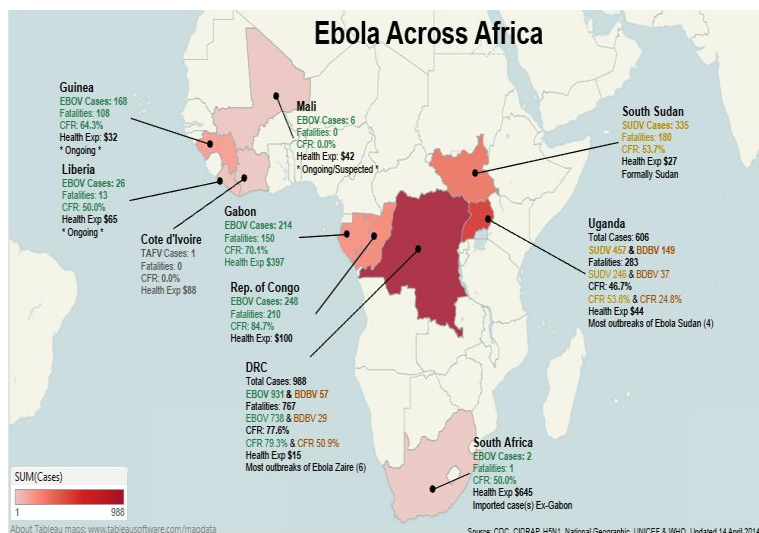 Ebola Across Africa
Guinea
EBOV Cases: 168
Fatalities: 108
CFR: 64.3%
Health Exp: $32
* Ongoing *
Liberia
EBOV Cases: 26
Fatalities: 13
CFR: 50.0%
Health Exp $65
* Ongoing *
Cote d'Ivoire
TAFV Cases: 1
Fatalities: 0
CFR: 0.0%
Health Exp $88
Mali
EBOV Cases: 6
Fatalities: 0
CFR: 0.0%
Health Exp: $42
* Ongoing/Suspected *
Gabon
EBOV Cases: 214
Fatalities: 150
CFR: 70.1%
Health Exp $397
Rep. of Congo
EBOV Cases: 248
Fatalities: 210
CFR: 84.7%
Health Exp: $100
DRC
Total Cases: 988
EBOV 931 & BDBV 57
Fatalities: 767
EBOV 738 & BDBV 29
CFR: 77.6%
CFR 79.3% & CFR 50.9%
Health Exp $15
Most outbreaks of Ebola Zaire (6)
South Sudan
SUDV Cases: 335
Fatalities: 180
CFR: 53.7%
Health Exp $27
Formally Sudan
Uganda
Total Cases: 606
SUDV 457 & BDBV 149
Fatalities: 283
SUDV 246 & BDBV 37
CFR: 46.7%
CFR 53.8% & CFR 24.8%
Health Exp $44
Most outbreaks of Ebola Sudan (4)
South Africa
EBOV Cases: 2
Fatalities: 1
CFR: 50.0%
Health Exp $645
Imported case(s) Ex-Gabon
SUM(Cases)
1 988
About Tableau maps: www.tableausoftware.com/mapdata
Source: CDC, CIDRAP, H5N1, National Geographic, UNICEF & WHO. Updated 14 April 2014